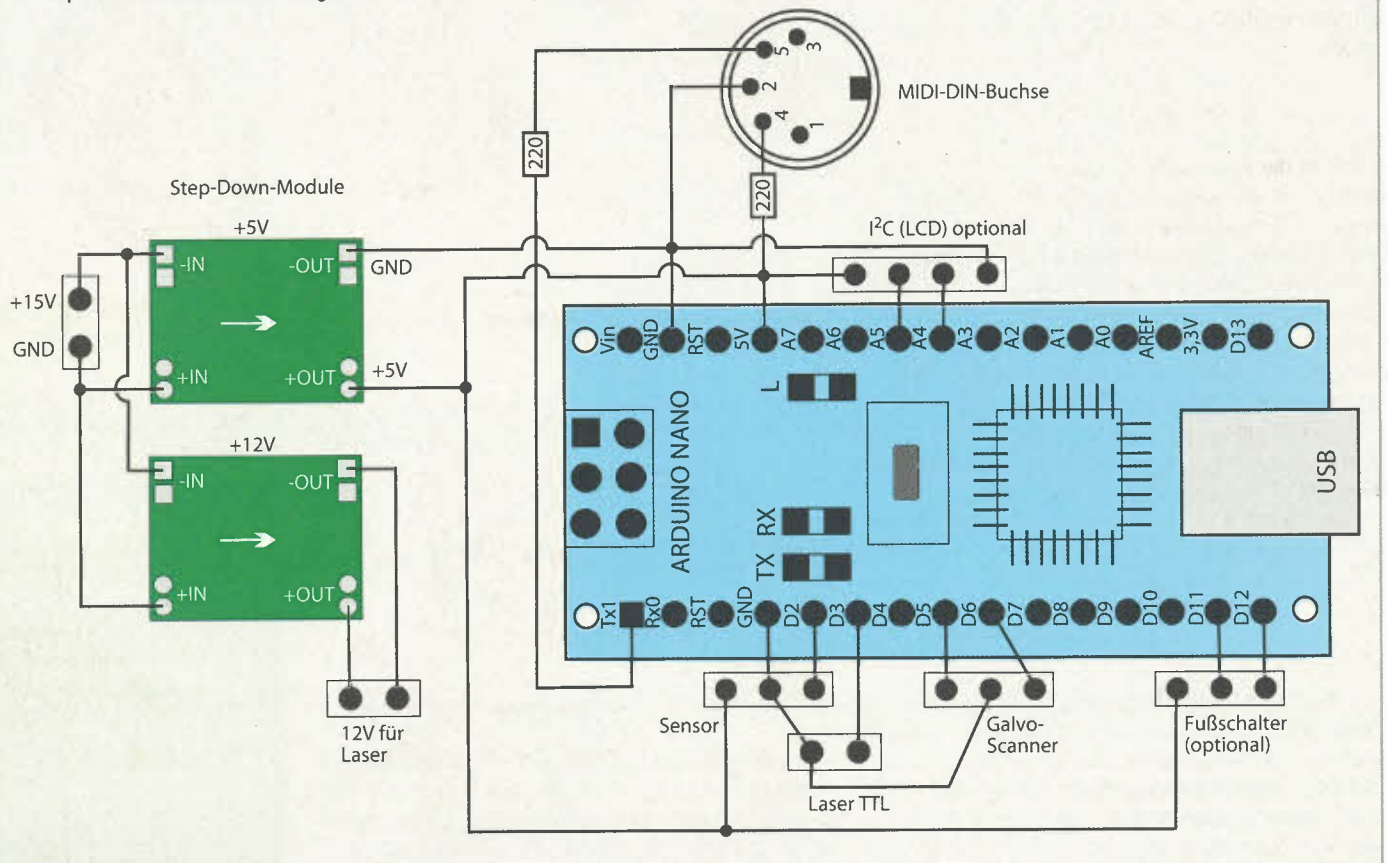 5
3
2
4
1
MIDI-DIN-Buchse
220
220
Step-Down-Module
+5V
-IN
-OUT
GND
+15V
GND
+IN
+OUT
+5V
+12V
-IN
-OUT
+IN
+OUT
12V für
Laser
I²C (LCD) optional
Vin
GND
RST
5V
A7
A6
A5
A4
A3
A2
A1
A0
AREF
3,3V
D13
L
ARDUINO NANO
RX
TX
USB
Tx1
Rx0
RST
GND
D2
D3
D4
D5
D6
D7
D8
D9
D10
D11
D12
Sensor
Laser TTL
Galvo-
Scanner
Fußschalter
(optional)